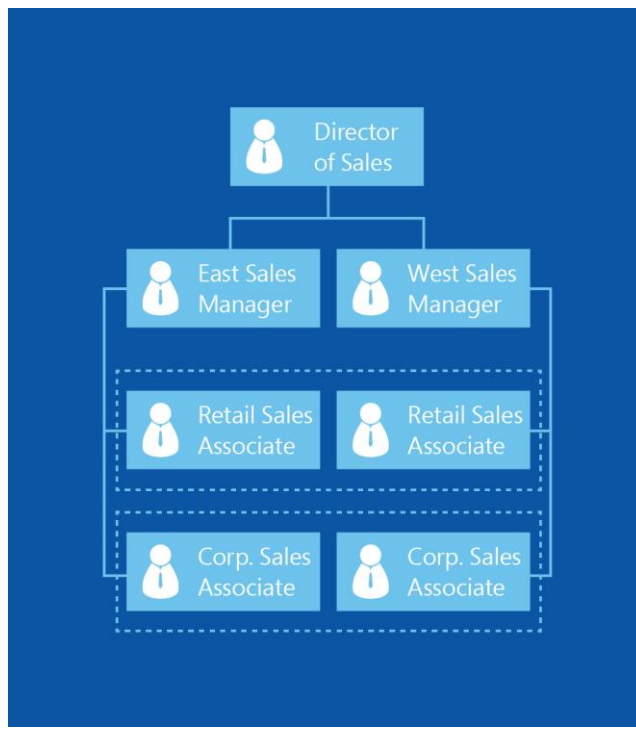 Director
of Sales
East Sales
Manager
West Sales
Manager
Retail Sales
Associate
Retail Sales
Associate
Corp. Sales
Associate
Corp. Sales
Associate